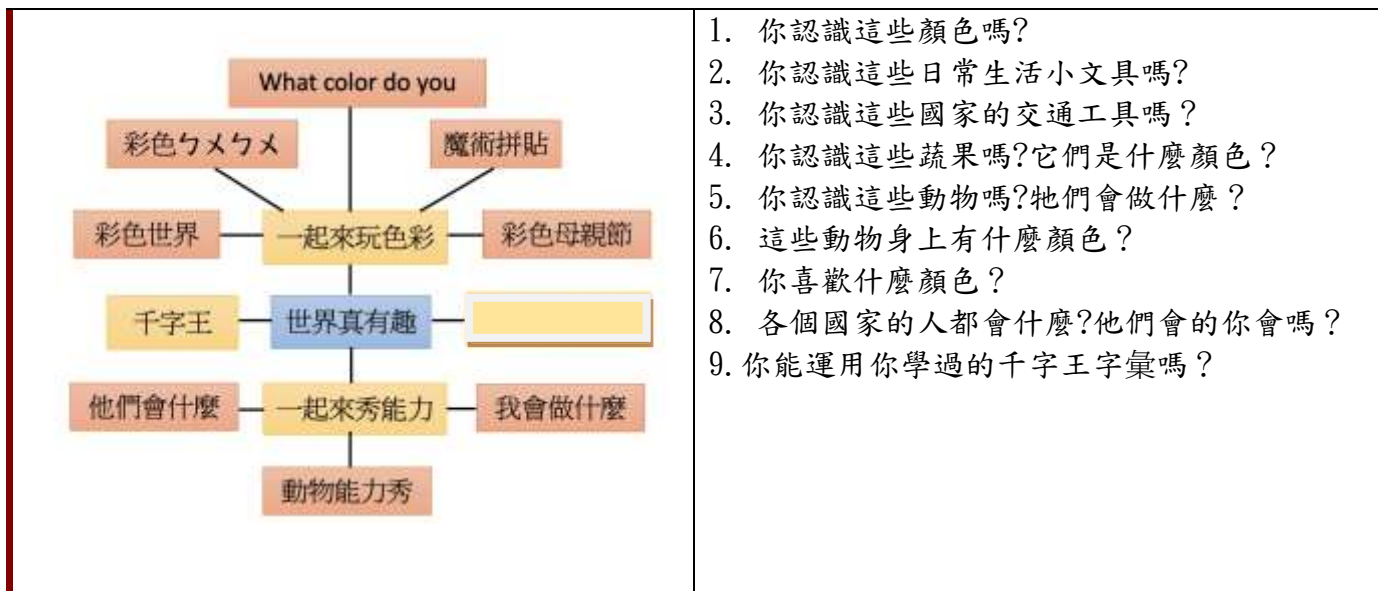 What color do you
彩色ㄅㄨㄅㄨ
魔術拼貼
彩色世界
一起來玩色彩
彩色母親節
千字王
世界真有趣
他們會什麼
一起來秀能力
我會做什麼
動物能力秀
1. 你認識這些顏色嗎?
2. 你認識這些日常生活小文具嗎?
3. 你認識這些國家的交通工具嗎？
4. 你認識這些蔬果嗎?它們是什麼顏色？
5. 你認識這些動物嗎?牠們會做什麼？
6. 這些動物身上有什麼顏色？
7. 你喜歡什麼顏色？
8. 各個國家的人都會什麼?他們會的你會嗎？
9.你能運用你學過的千字王字彙嗎？